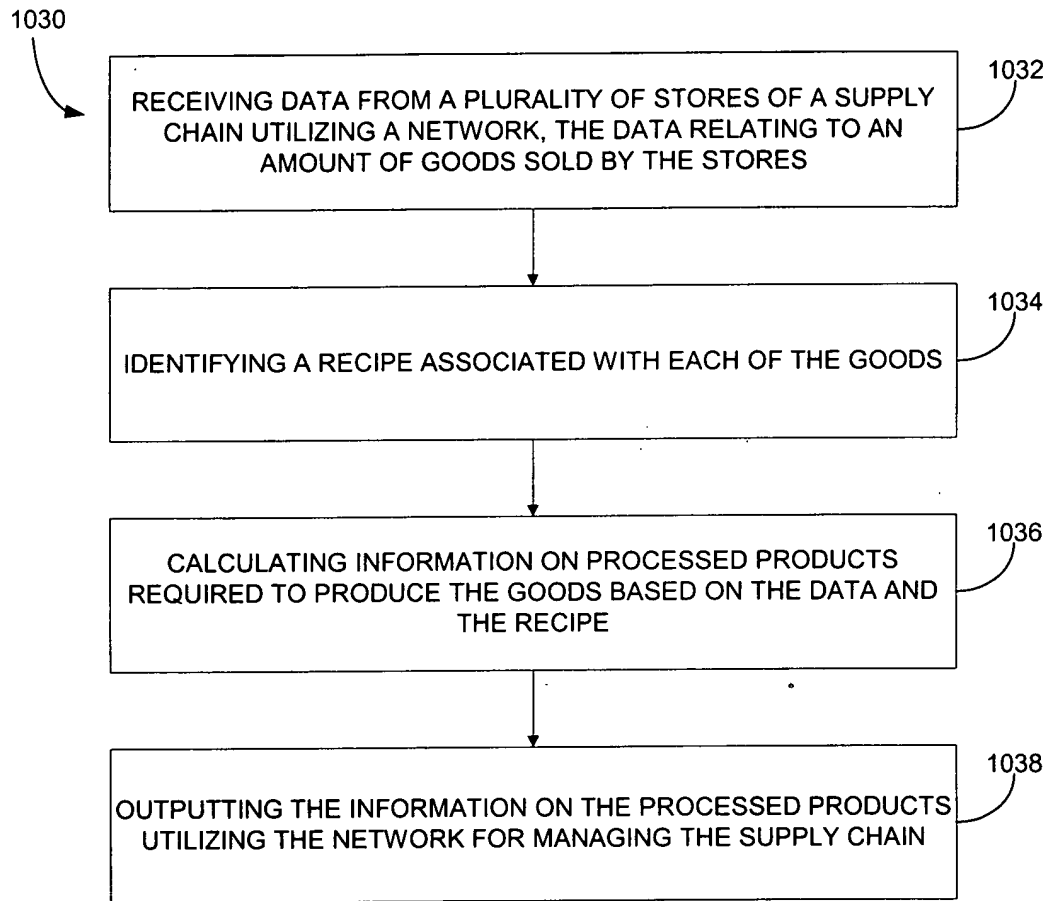 1030
1032
RECEIVING DATA FROM A PLURALITY OF STORES OF A SUPPLY
CHAIN UTILIZING A NETWORK, THE DATA RELATING TO AN
AMOUNT OF GOODS SOLD BY THE STORES
1034
IDENTIFYING A RECIPE ASSOCIATED WITH EACH OF THE GOODS
1036
CALCULATING INFORMATION ON PROCESSED PRODUCTS
REQUIRED TO PRODUCE THE GOODS BASED ON THE DATA AND
THE RECIPE
1038
OUTPUTTING THE INFORMATION ON THE PROCESSED PRODUCTS
UTILIZING THE NETWORK FOR MANAGING THE SUPPLY CHAIN